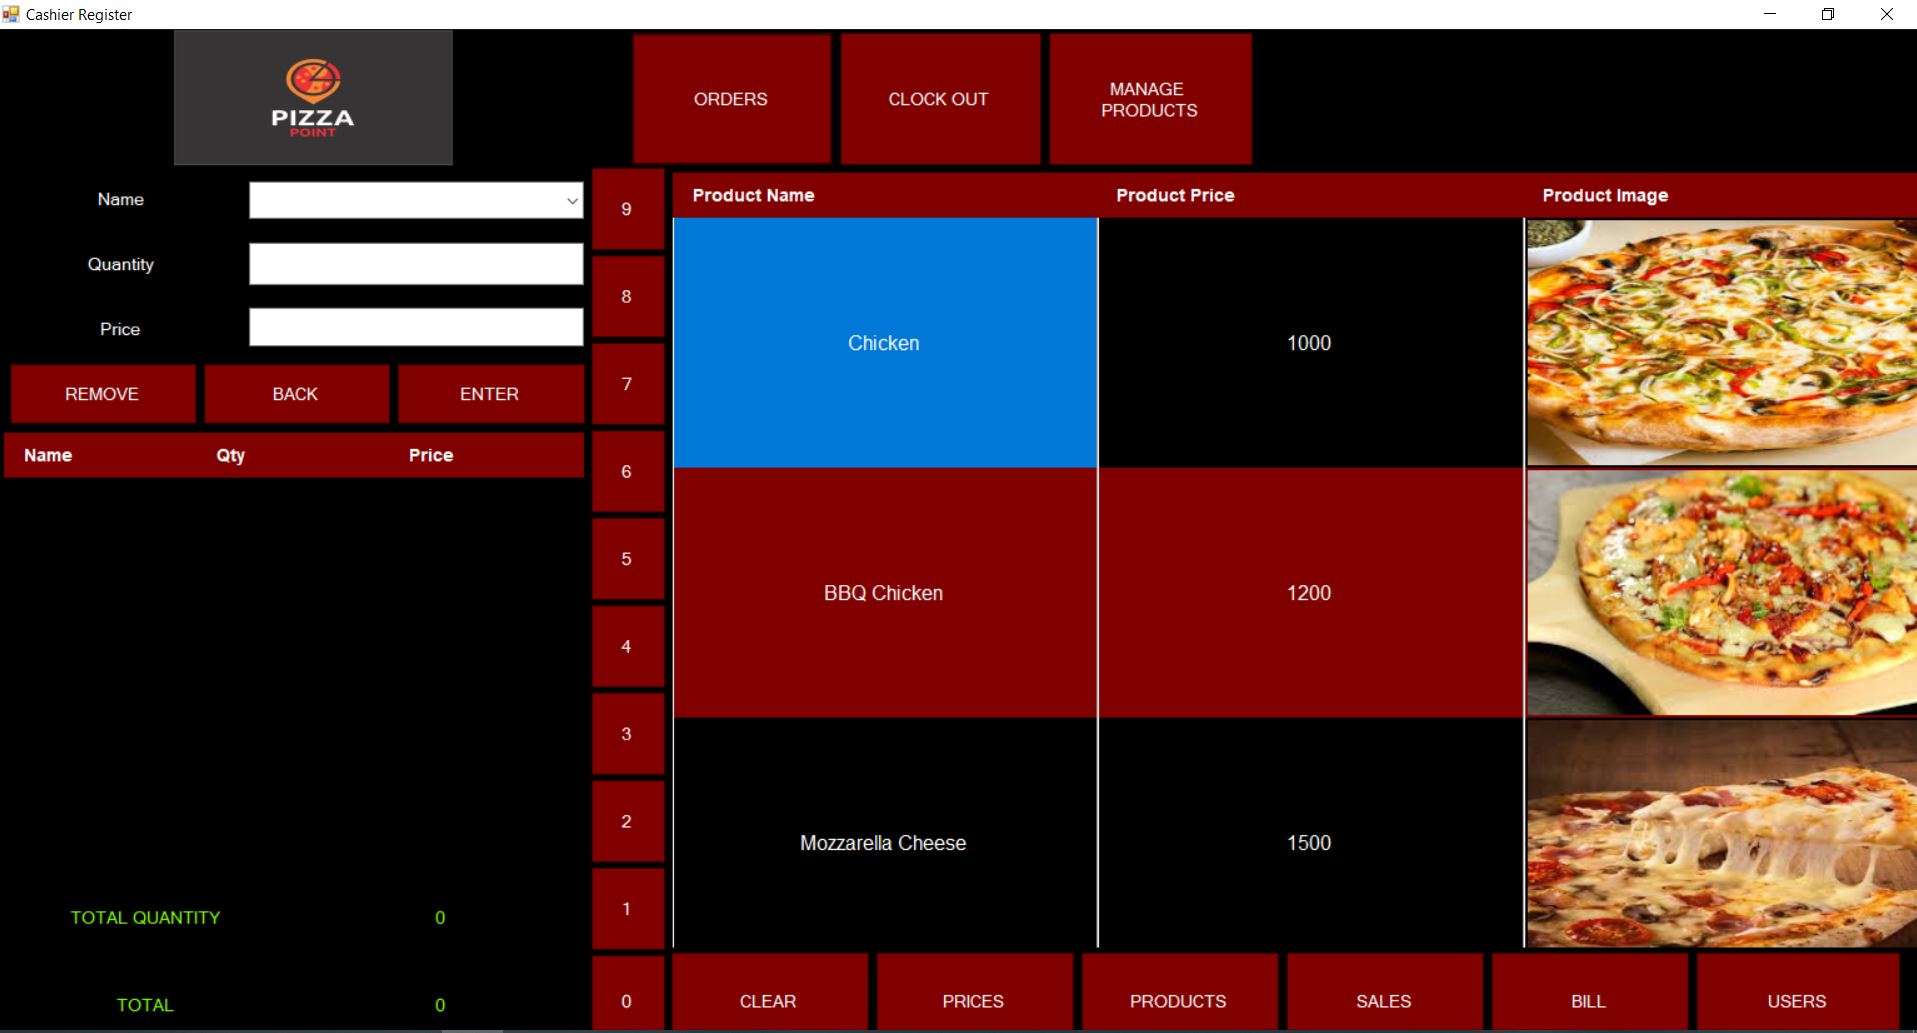 Cashier Register
PIZZA
POINT
ORDERS
CLOCK OUT
MANAGE
PRODUCTS
Name
Quantity
Price
REMOVE
BACK
ENTER
Name Qty Price
TOTAL QUANTITY 0
TOTAL 0
9
8
7
6
5
4
3
2
1
0
Product Name Product Price Product Image
Chicken 1000
BBQ Chicken 1200
Mozzarella Cheese 1500
CLEAR
PRICES
PRODUCTS
SALES
BILL
USERS